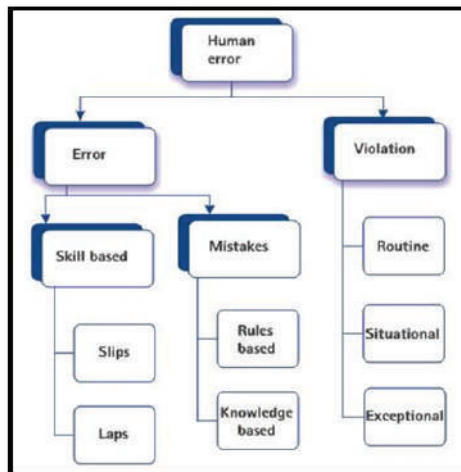 Human
error
Error
Violation
Skill based
Mistakes
Routine
Slips
Rules
based
Situational
Laps
Knowledge
based
Exceptional